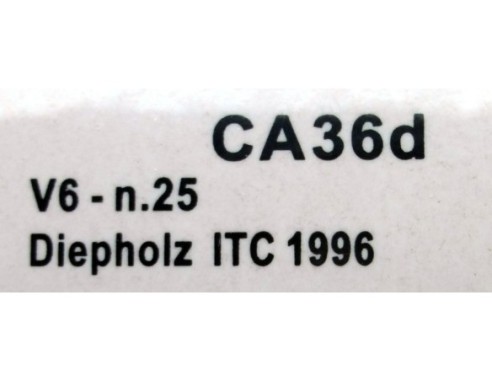 CA36d
V6 - n.25
Diepholz ITC 1996